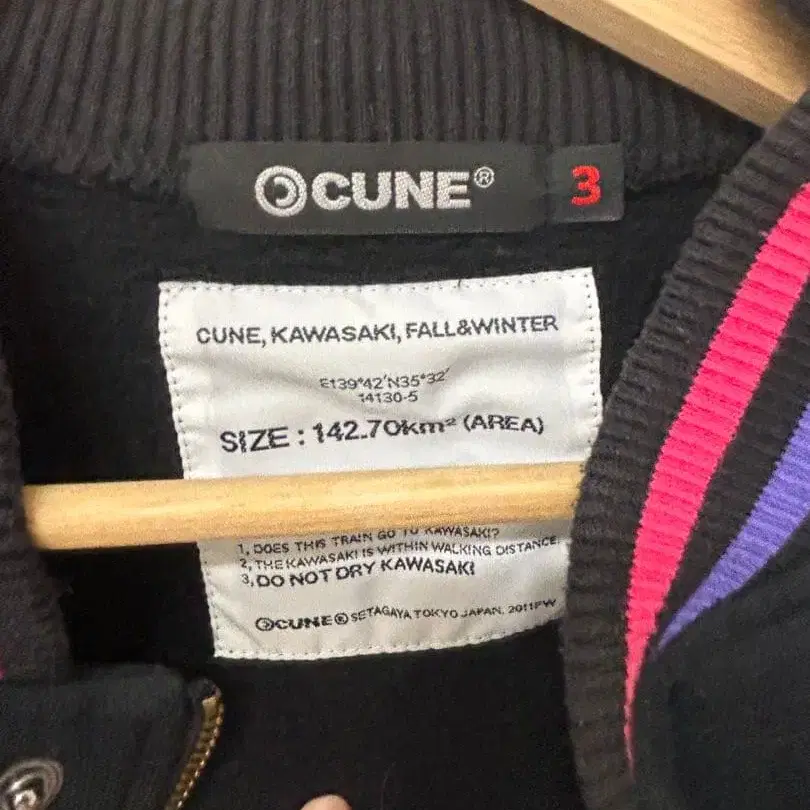 CUNE®
3
CUNE, KAWASAKI, FALL&WINTER
E139°42′N35°32′
14130-5
SIZE : 142.70km² (AREA)
1, DOES THIS TRAIN GO TO KAWASAKI?
2, THE KAWASAKI IS WITHIN WALKING DISTANCE
3, DO NOT DRY KAWASAKI
CUNE® SETAGAYA TOKYO JAPAN. 2011FW